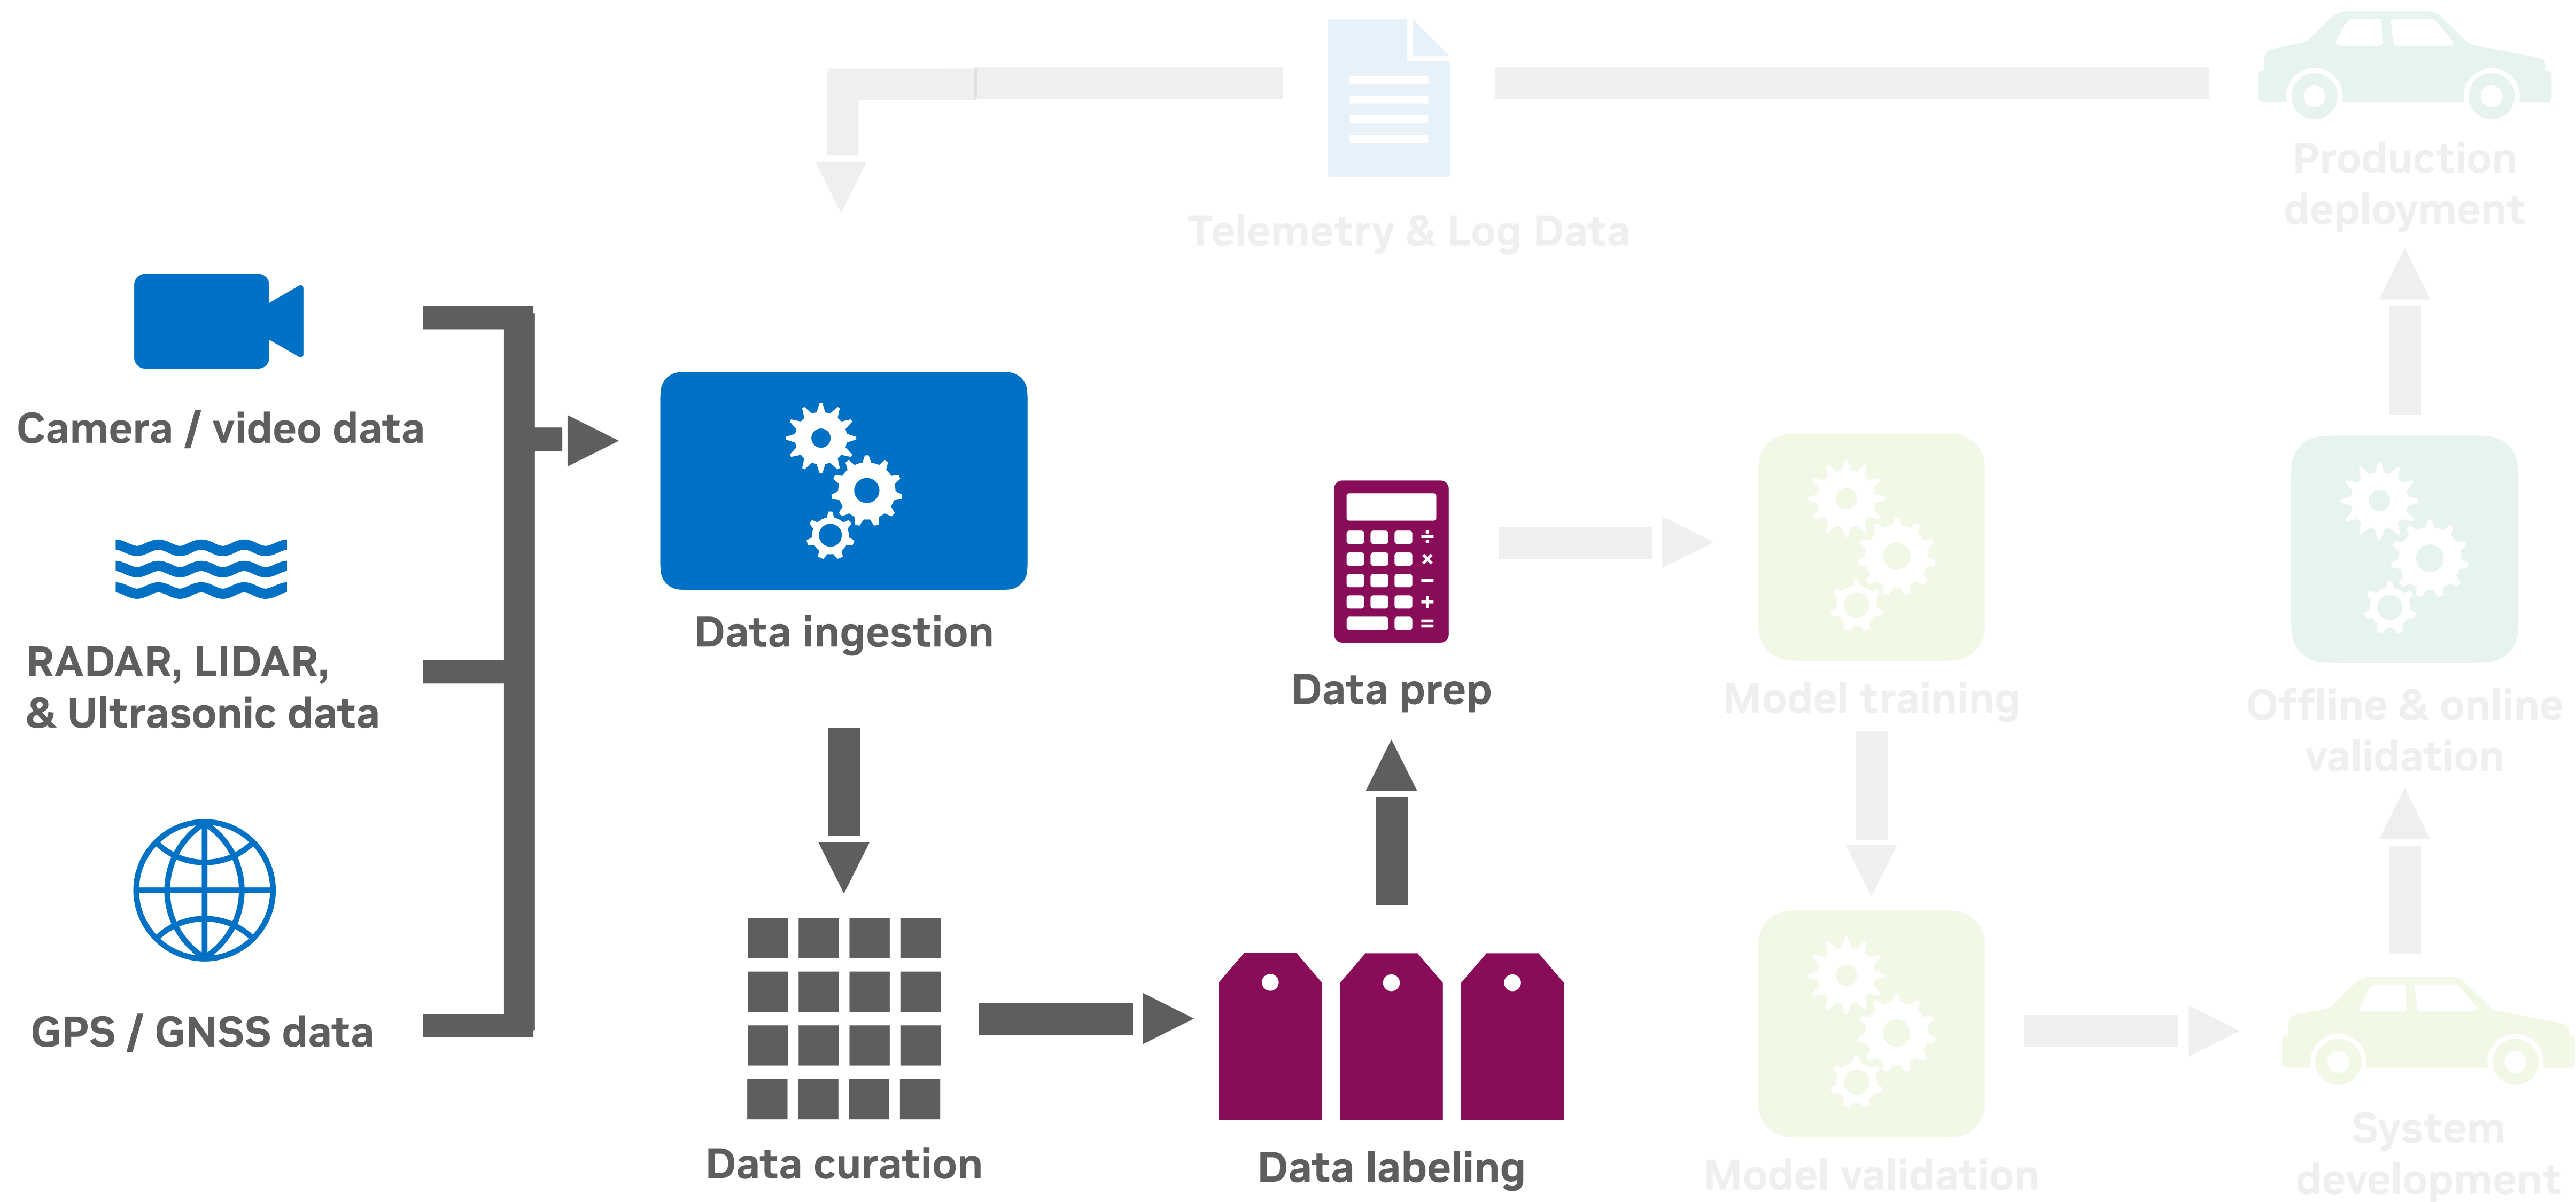 Production
deployment
Telemetry & Log Data
Camera / video data
Data ingestion
RADAR, LIDAR,
& Ultrasonic data
Data prep
Model training
Offline & online
validation
GPS / GNSS data
Data curation
Data labeling
Model validation
System
development